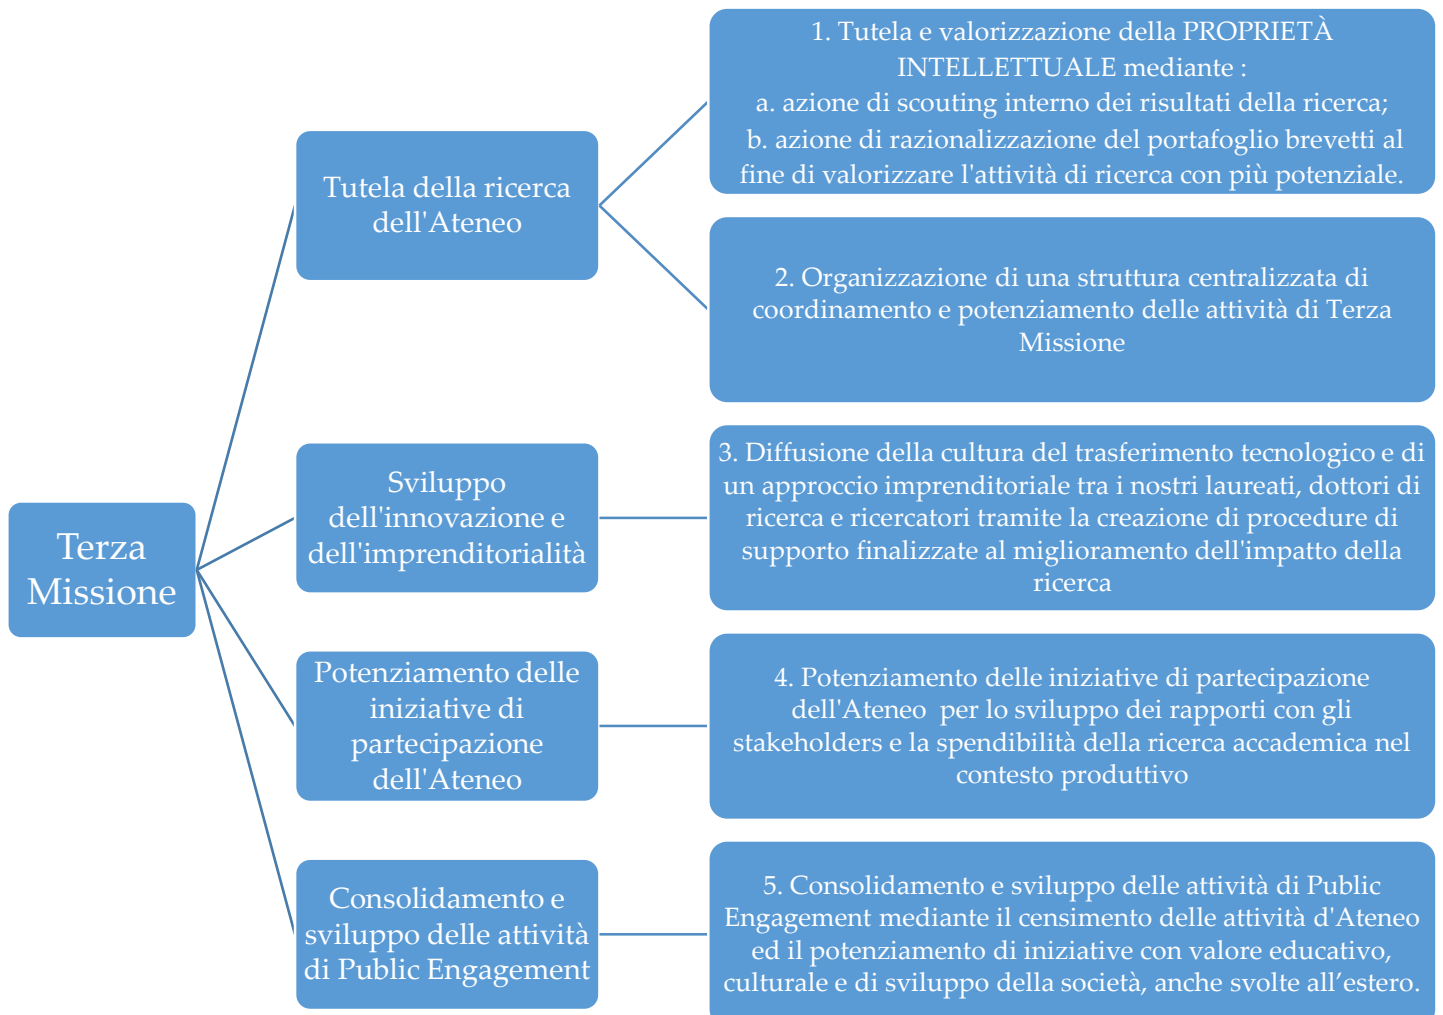 Terza
Missione
Tutela della ricerca
dell'Ateneo
1. Tutela e valorizzazione della PROPRIETÀ
INTELLETTUALE mediante :
a. azione di scouting interno dei risultati della ricerca;
b. azione di razionalizzazione del portafoglio brevetti al
fine di valorizzare l'attività di ricerca con più potenziale.
2. Organizzazione di una struttura centralizzata di
coordinamento e potenziamento delle attività di Terza
Missione
Sviluppo
dell'innovazione e
dell'imprenditorialità
3. Diffusione della cultura del trasferimento tecnologico e di
un approccio imprenditoriale tra i nostri laureati, dottori di
ricerca e ricercatori tramite la creazione di procedure di
supporto finalizzate al miglioramento dell'impatto della
ricerca
Potenziamento delle
iniziative di
partecipazione
dell'Ateneo
4. Potenziamento delle iniziative di partecipazione
dell'Ateneo  per lo sviluppo dei rapporti con gli
stakeholders e la spendibilità della ricerca accademica nel
contesto produttivo
Consolidamento e
sviluppo delle attività
di Public Engagement
5. Consolidamento e sviluppo delle attività di Public
Engagement mediante il censimento delle attività d'Ateneo
ed il potenziamento di iniziative con valore educativo,
culturale e di sviluppo della società, anche svolte all’estero.